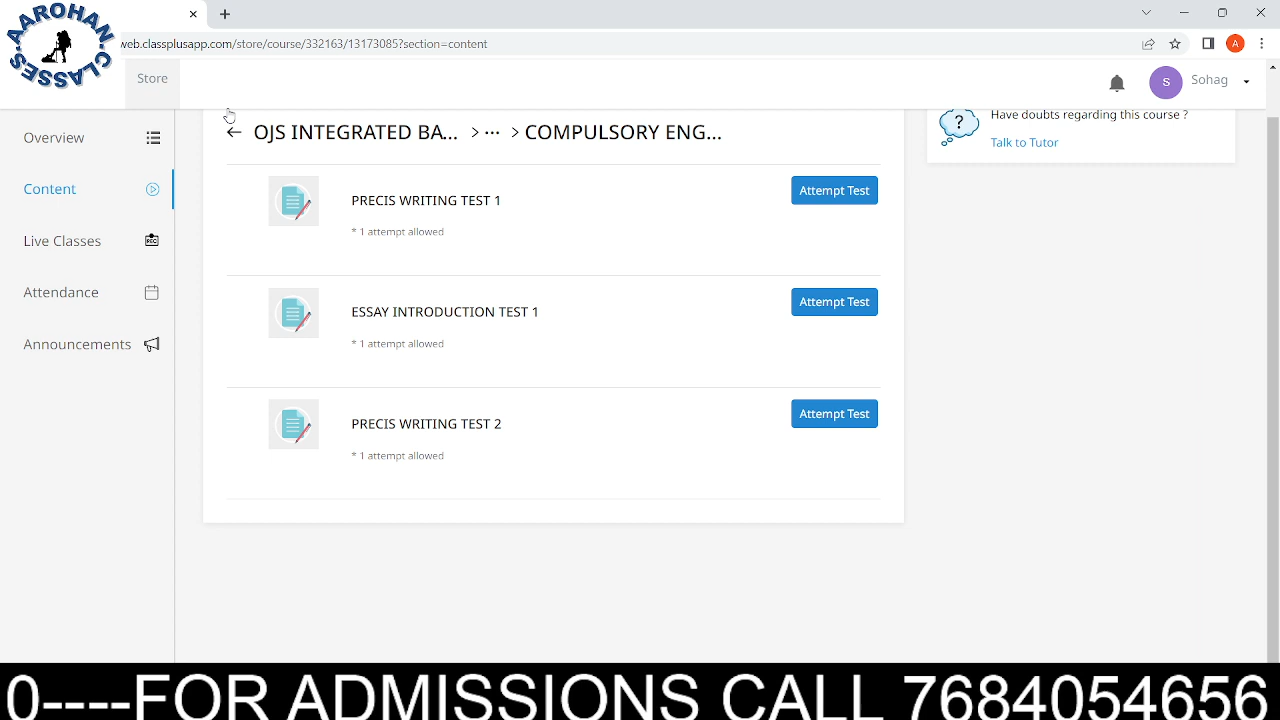 AAROHAN.CLASSES
web.classplusapp.com/store/course/332163/13173085?section=content
A
Store
S
Sohag
Overview
Content
Live Classes
REC
Attendance
Announcements
← OJS INTEGRATED BA... > ... > COMPULSORY ENG...
PRECIS WRITING TEST 1
* 1 attempt allowed
Attempt Test
ESSAY INTRODUCTION TEST 1
* 1 attempt allowed
Attempt Test
PRECIS WRITING TEST 2
* 1 attempt allowed
Attempt Test
?
Have doubts regarding this course ?
Talk to Tutor
0----FOR ADMISSIONS CALL 7684054656